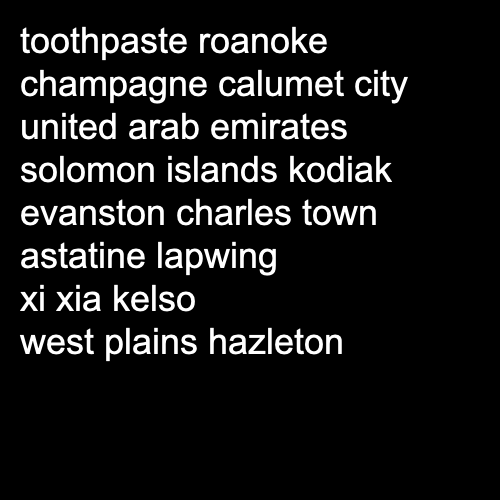 toothpaste roanoke
champagne calumet city
united arab emirates
solomon islands kodiak
evanston charles town
astatine lapwing
xi xia kelso
west plains hazleton